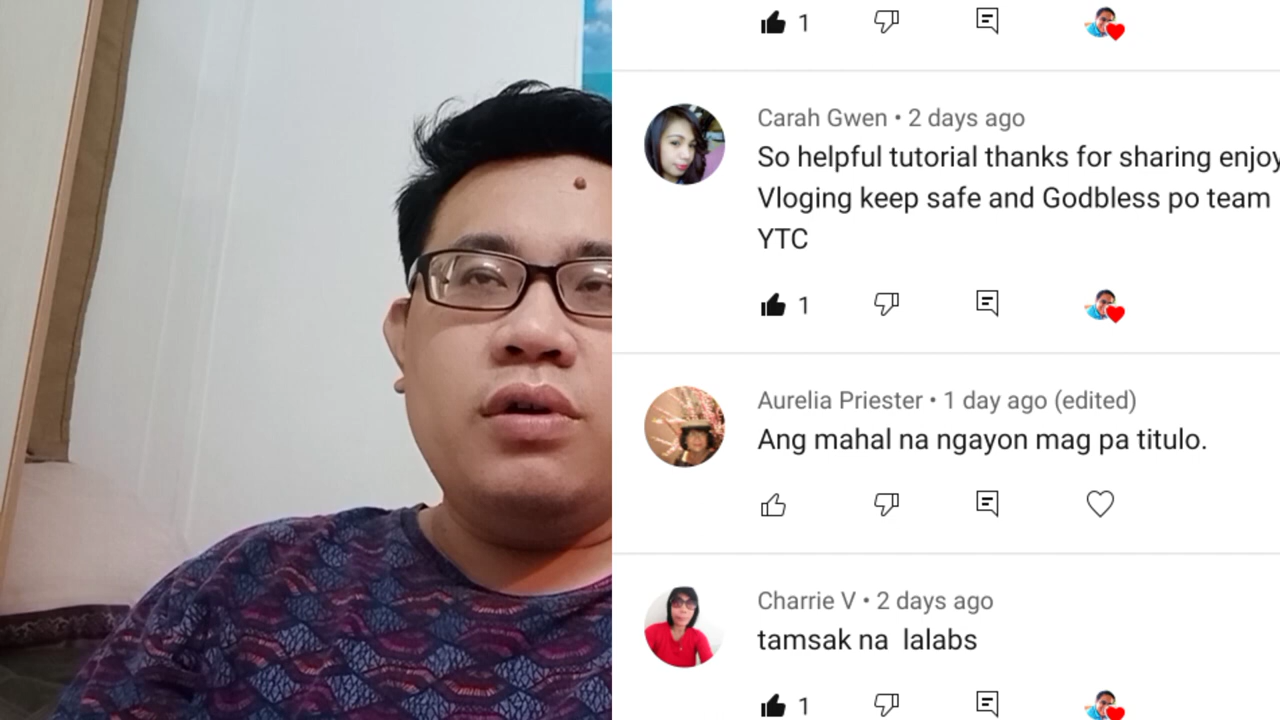 1
Carah Gwen • 2 days ago
So helpful tutorial thanks for sharing enjoy
Vloging keep safe and Godbless po team
YTC
1
Aurelia Priester • 1 day ago (edited)
Ang mahal na ngayon mag pa titulo.
Charrie V • 2 days ago
tamsak na  lalabs
1